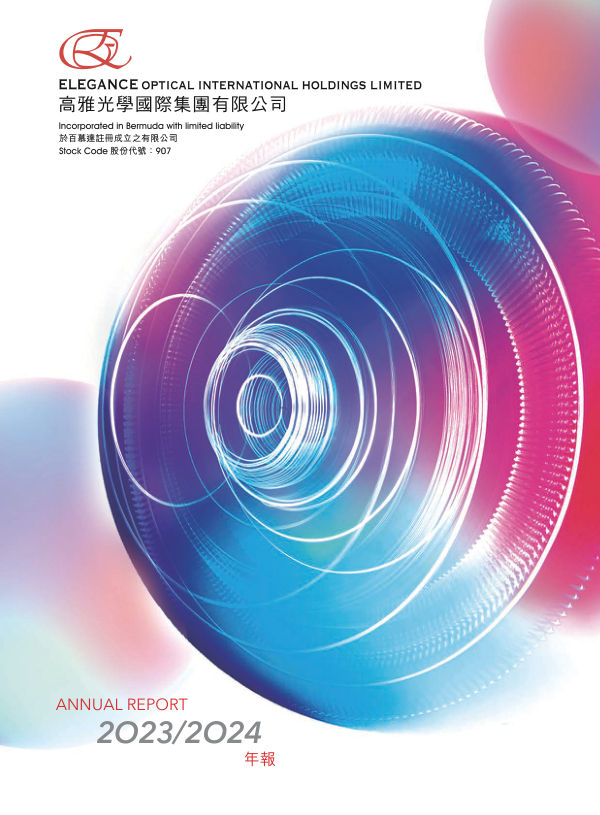 ELEGANCE OPTICAL INTERNATIONAL HOLDINGS LIMITED
高雅光學國際集團有限公司
Incorporated in Bermuda with limited liability
於百慕達註冊成立之有限公司
Stock Code 股份代號：907
ANNUAL REPORT
2023/2024
年報